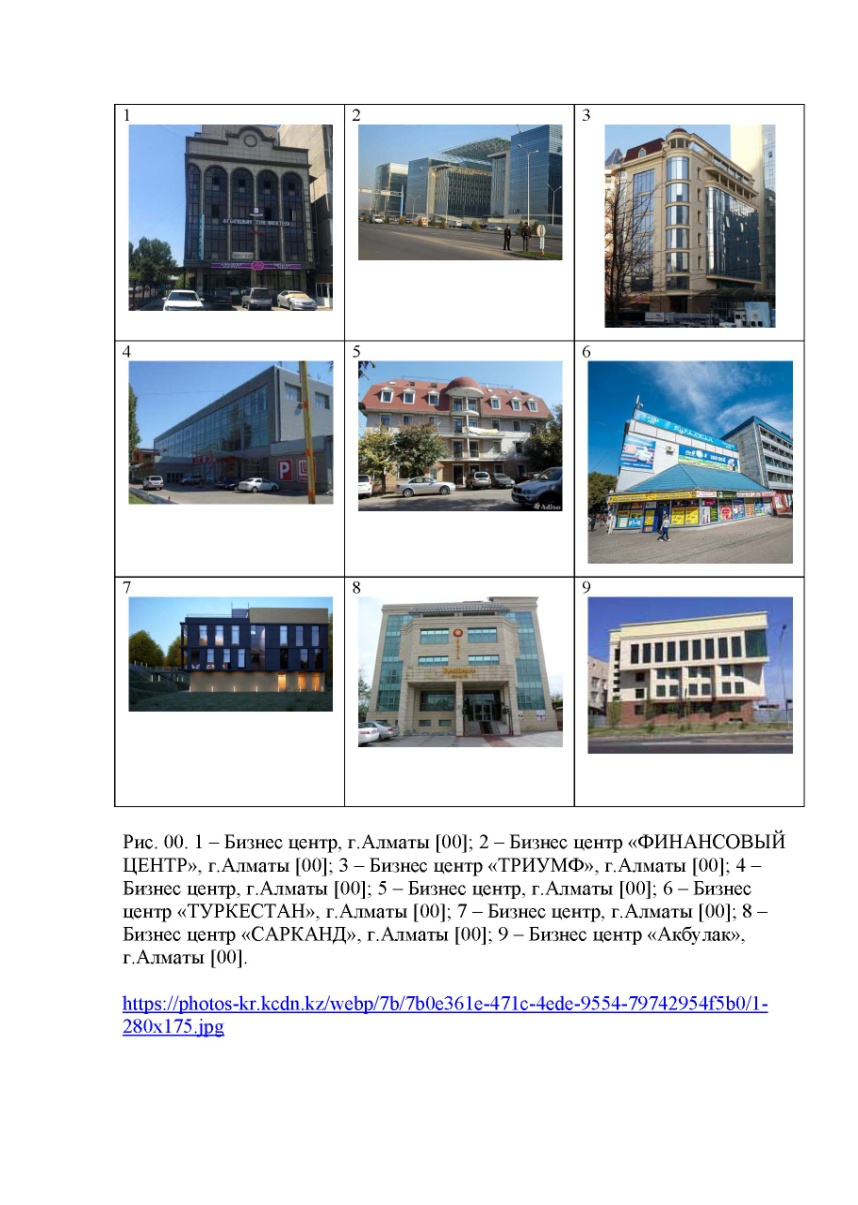 1
2
3
4
5
Adiso
6
P
7
8
9
Рис. 00. 1 – Бизнес центр, г.Алматы [00]; 2 – Бизнес центр «ФИНАНСОВЫЙ
ЦЕНТР», г.Алматы [00]; 3 – Бизнес центр «ТРИУМФ», г.Алматы [00]; 4 –
Бизнес центр, г.Алматы [00]; 5 – Бизнес центр, г.Алматы [00]; 6 – Бизнес
центр «ТУРКЕСТАН», г.Алматы [00]; 7 – Бизнес центр, г.Алматы [00]; 8 –
Бизнес центр «САРКАНД», г.Алматы [00]; 9 – Бизнес центр «Акбулак»,
г.Алматы [00].
https://photos-kr.kcdn.kz/webp/7b/7b0e361e-471c-4ede-9554-79742954f5b0/1-
280x175.jpg